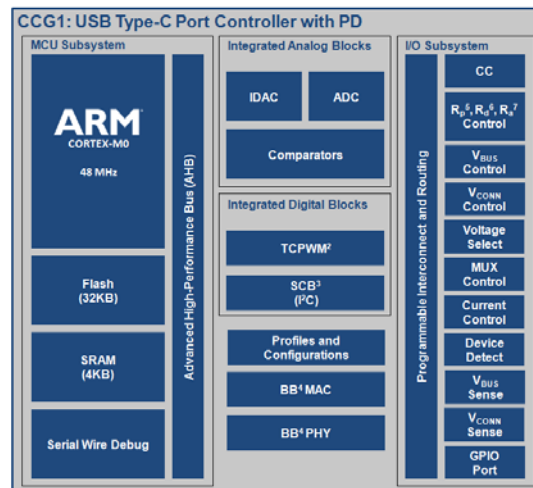 CCG1: USB Type-C Port Controller with PD
MCU Subsystem
ARM®
CORTEX-M0
48 MHz
Flash
(32KB)
SRAM
(4KB)
Serial Wire Debug
Advanced High-Performance Bus (AHB)
Integrated Analog Blocks
IDAC
ADC
Comparators
Integrated Digital Blocks
TCPWM²
SCB³
(I²C)
Profiles and
Configurations
BB⁴ MAC
BB⁴ PHY
I/O Subsystem
Programmable Interconnect and Routing
CC
Rp⁵, Rd⁶, Ra⁷
Control
VBUS
Control
VCONN
Control
Voltage
Select
MUX
Control
Current
Control
Device
Detect
VBUS
Sense
VCONN
Sense
GPIO
Port